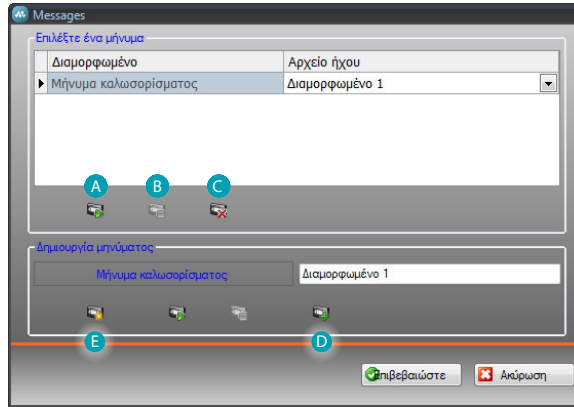 Messages
Επιλέξτε ένα μήνυμα
Διαμορφωμένο Αρχείο ήχου
Μήνυμα καλωσορίσματος Διαμορφωμένο 1
A B C
Δημιουργία μηνύματος
Μήνυμα καλωσορίσματος Διαμορφωμένο 1
E D
Επιβεβαιώστε Ακύρωση